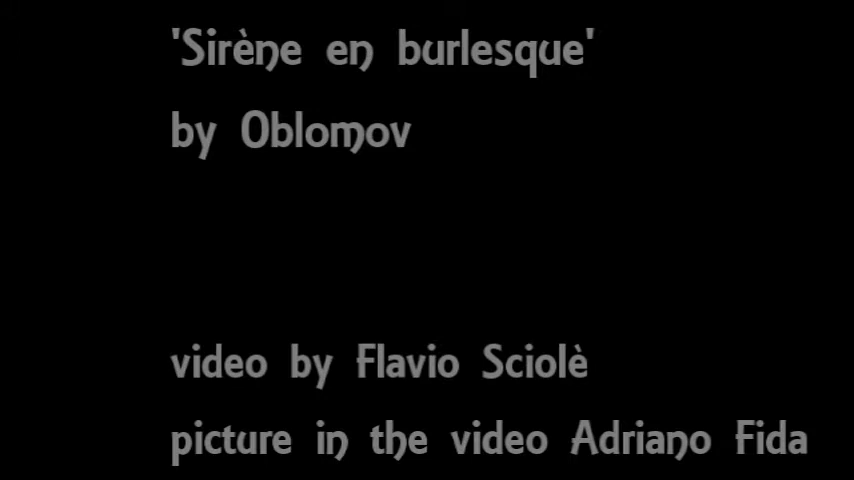 'Sirène en burlesque'
by Oblomov
video by Flavio Sciolè
picture in the video Adriano Fida